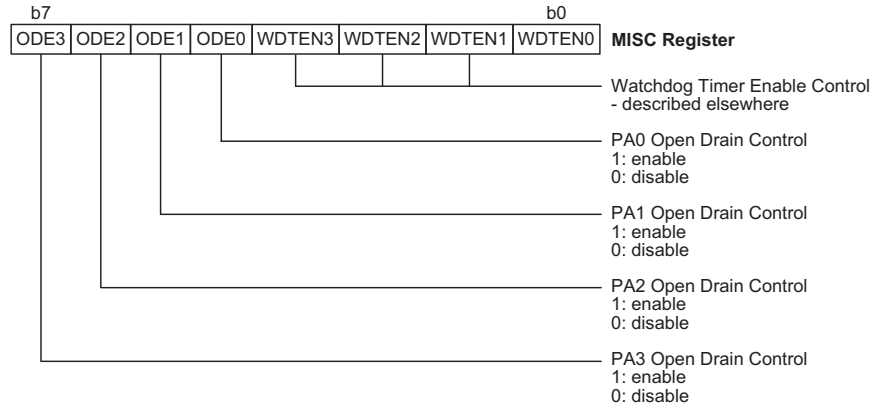 b7 b0
ODE3 ODE2 ODE1 ODE0 WDTEN3 WDTEN2 WDTEN1 WDTEN0 MISC Register
Watchdog Timer Enable Control
- described elsewhere
PA0 Open Drain Control
1: enable
0: disable
PA1 Open Drain Control
1: enable
0: disable
PA2 Open Drain Control
1: enable
0: disable
PA3 Open Drain Control
1: enable
0: disable